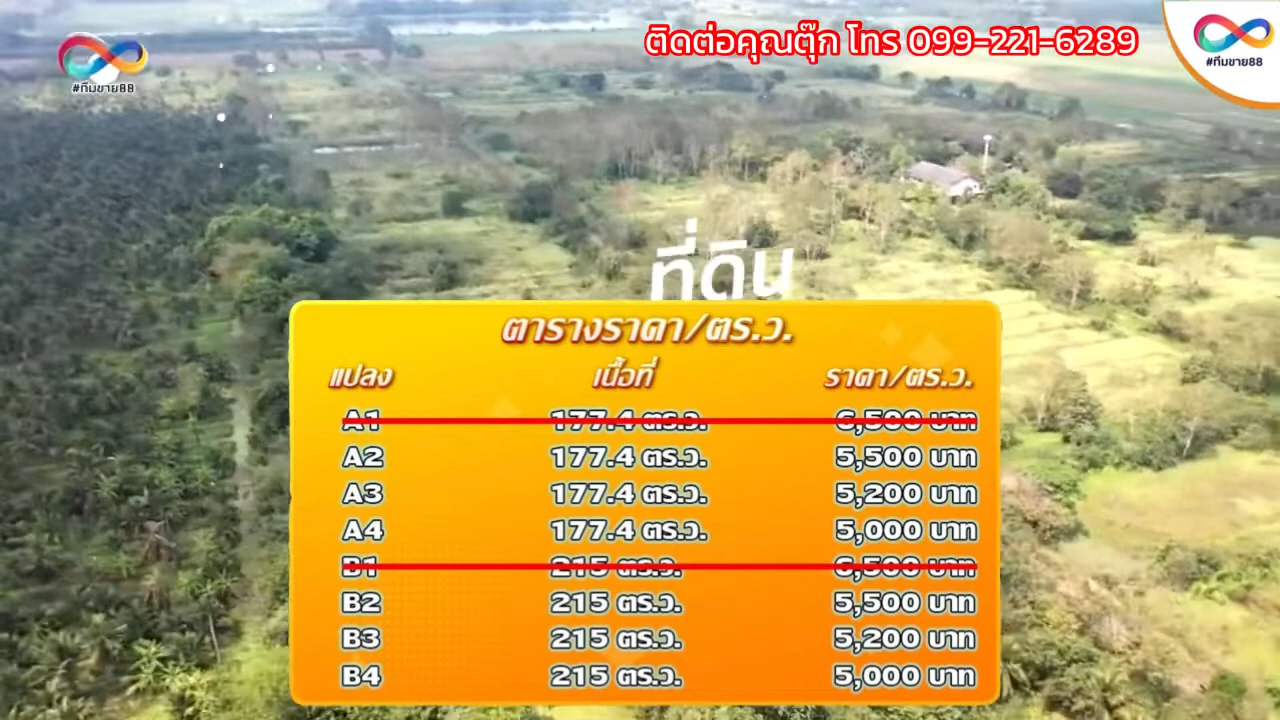 ติดต่อคุณตุ๊ก โทร 099-221-6289
#ทีมขาย88
#ทีมขาย88
ที่ดิน
ตารางราคา/ตร.ว.
แปลง เนื้อที่ ราคา/ตร.ว.
A1 177.4 ตร.ว. 6,500 บาท
A2 177.4 ตร.ว. 5,500 บาท
A3 177.4 ตร.ว. 5,200 บาท
A4 177.4 ตร.ว. 5,000 บาท
B1 215 ตร.ว. 6,500 บาท
B2 215 ตร.ว. 5,500 บาท
B3 215 ตร.ว. 5,200 บาท
B4 215 ตร.ว. 5,000 บาท